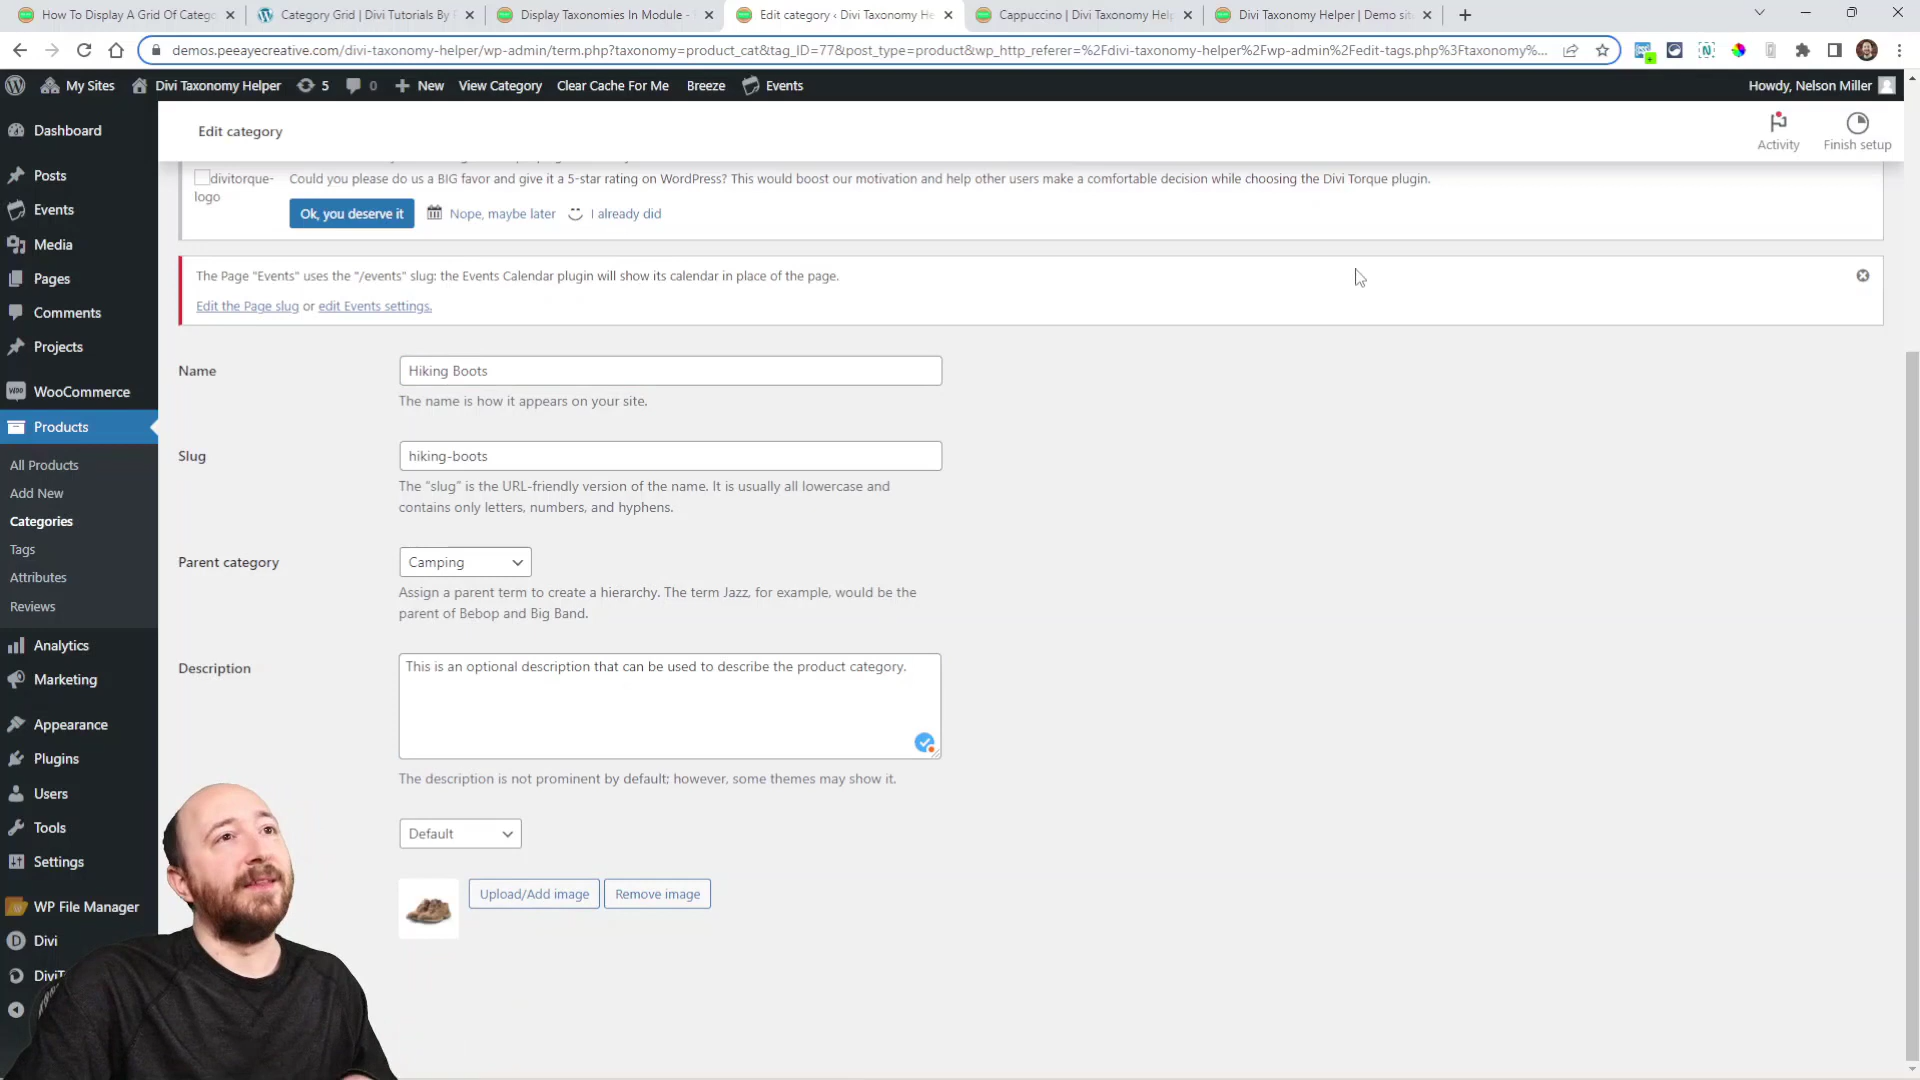 How To Display A Grid Of Catego
Category Grid | Divi Tutorials By
Display Taxonomies In Module -
Edit category ‹ Divi Taxonomy He
Cappuccino | Divi Taxonomy Help
Divi Taxonomy Helper | Demo sit
demos.peeayecreative.com/divi-taxonomy-helper/wp-admin/term.php?taxonomy=product_cat&tag_ID=77&post_type=product&wp_http_referer=%2Fdivi-taxonomy-helper%2Fwp-admin%2Fedit-tags.php%3Ftaxonomy%...
My Sites
Divi Taxonomy Helper
5
0
New
View Category
Clear Cache For Me
Breeze
Events
Howdy, Nelson Miller
Dashboard
Posts
Events
Media
Pages
Comments
Projects
WooCommerce
Products
All Products
Add New
Categories
Tags
Attributes
Reviews
Analytics
Marketing
Appearance
Plugins
Users
Tools
Settings
WP File Manager
Divi
Edit category
Activity
Finish setup
divitorque-
logo
Could you please do us a BIG favor and give it a 5-star rating on WordPress? This would boost our motivation and help other users make a comfortable decision while choosing the Divi Torque plugin.
Ok, you deserve it
Nope, maybe later
I already did
The Page "Events" uses the "/events" slug: the Events Calendar plugin will show its calendar in place of the page.
Edit the Page slug or edit Events settings.
Name
Hiking Boots
The name is how it appears on your site.
Slug
hiking-boots
The "slug" is the URL-friendly version of the name. It is usually all lowercase and
contains only letters, numbers, and hyphens.
Parent category
Camping
Assign a parent term to create a hierarchy. The term Jazz, for example, would be the
parent of Bebop and Big Band.
Description
This is an optional description that can be used to describe the product category.
The description is not prominent by default; however, some themes may show it.
Default
Upload/Add image
Remove image